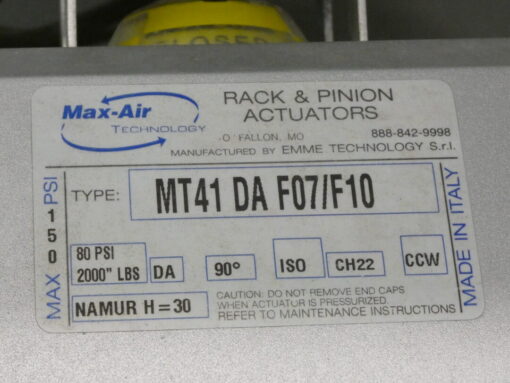 CLOSED
Max-Air
TECHNOLOGY
RACK & PINION
ACTUATORS
O'FALLON, MO
888-842-9998
MANUFACTURED BY EMME TECHNOLOGY S.r.l.
MAX 150 PSI
TYPE:
MT41 DA F07/F10
80 PSI
2000" LBS
DA
90°
ISO
CH22
CCW
NAMUR H=30
CAUTION: DO NOT REMOVE END CAPS
WHEN ACTUATOR IS PRESSURIZED.
REFER TO MAINTENANCE INSTRUCTIONS
MADE IN ITALY